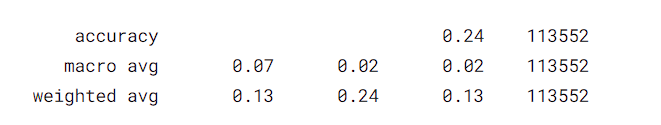 accuracy 0.24 113552
macro avg 0.07 0.02 0.02 113552
weighted avg 0.13 0.24 0.13 113552